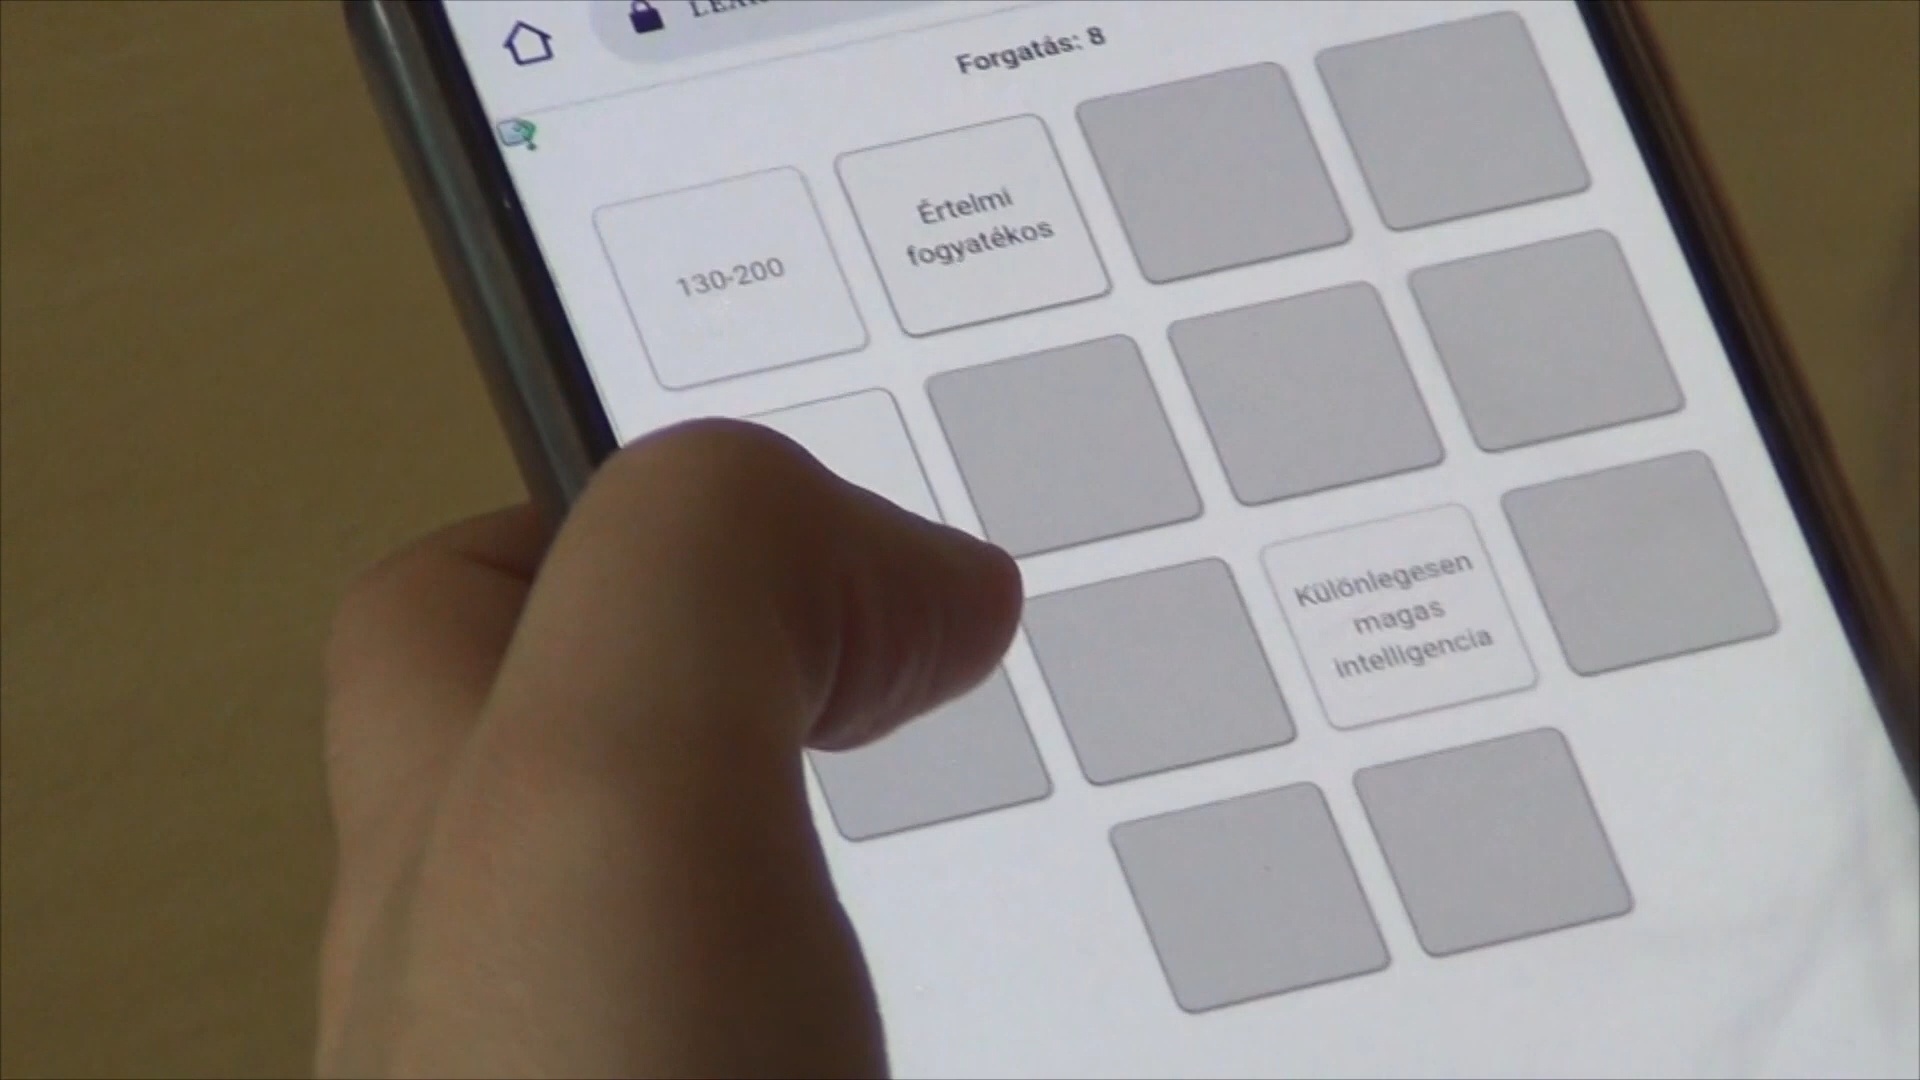 Forgatás: 8
130-200
Értelmi
fogyatékos
Különlegesen
magas
intelligencia